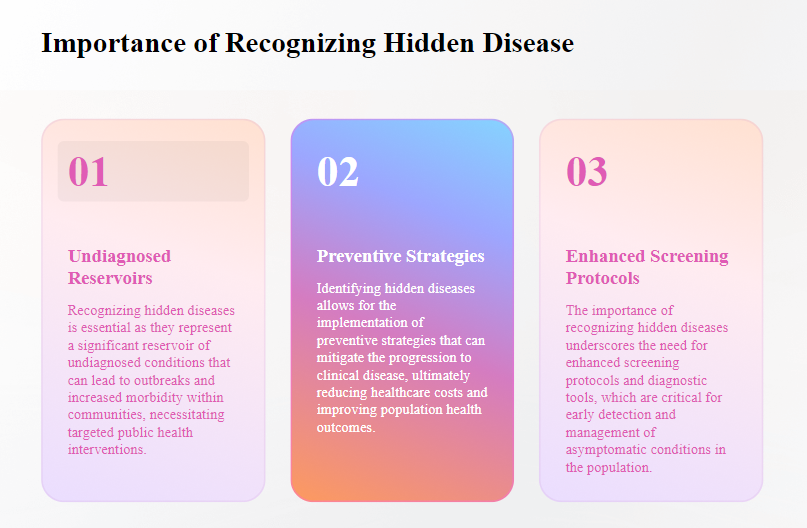 Importance of Recognizing Hidden Disease
01
Undiagnosed
Reservoirs
Recognizing hidden diseases
is essential as they represent
a significant reservoir of
undiagnosed conditions that
can lead to outbreaks and
increased morbidity within
communities, necessitating
targeted public health
interventions.
02
Preventive Strategies
Identifying hidden diseases
allows for the
implementation of
preventive strategies that can
mitigate the progression to
clinical disease, ultimately
reducing healthcare costs and
improving population health
outcomes.
03
Enhanced Screening
Protocols
The importance of
recognizing hidden diseases
underscores the need for
enhanced screening
protocols and diagnostic
tools, which are critical for
early detection and
management of
asymptomatic conditions in
the population.